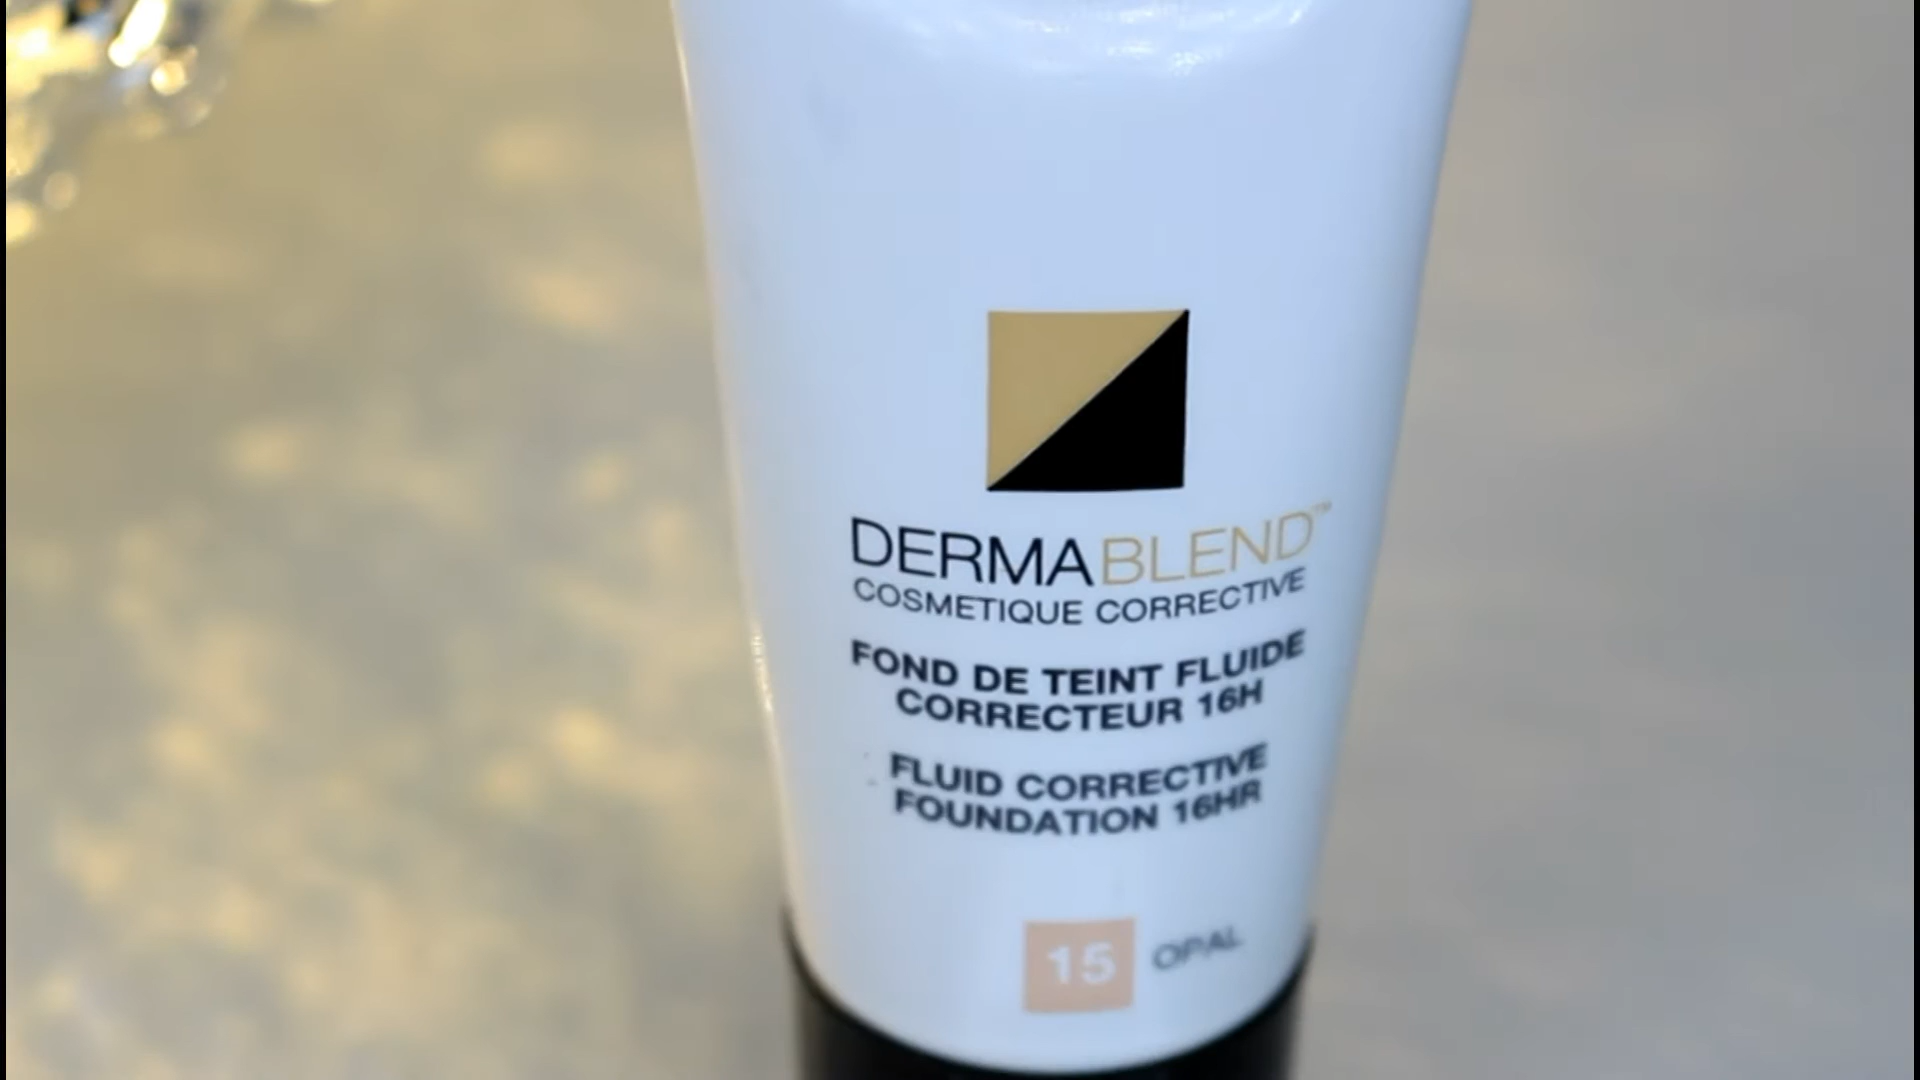 DERMABLEND™
COSMETIQUE CORRECTIVE
FOND DE TEINT FLUIDE
CORRECTEUR 16H
FLUID CORRECTIVE
FOUNDATION 16HR
15 OPAL